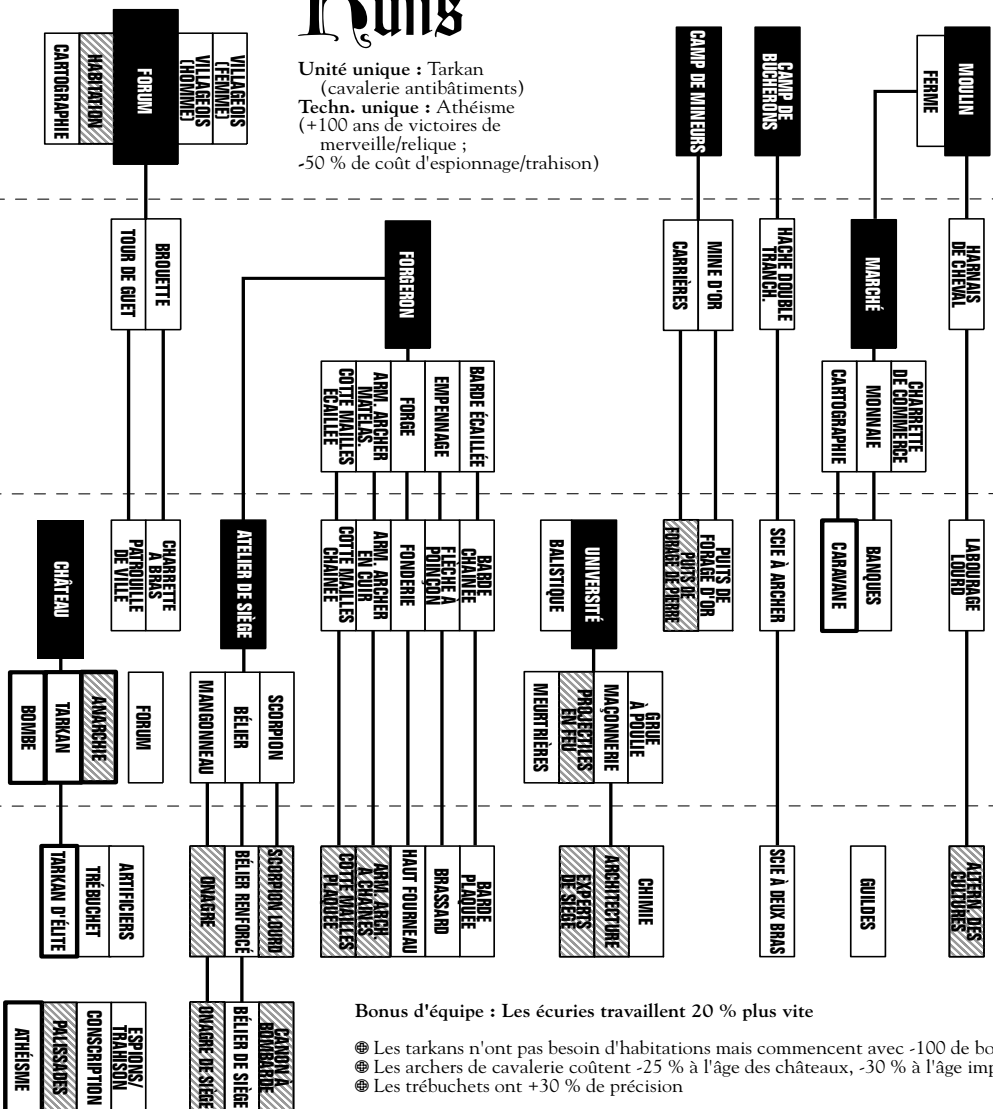 Huns
Unité unique : Tarkan
(cavalerie antibâtiments)
Techn. unique : Athéisme
(+100 ans de victoires de
merveille/relique ;
-50 % de coût d'espionnage/trahison)
FORUM
VILLAGEOIS
(FEMME)
VILLAGEOIS
(HOMME)
HABITATION
CARTOGRAPHIE
CAMP DE MINEURS
CAMP DE
BÛCHERONS
MOULIN
FERME
BROUETTE
TOUR DE GUET
FORGERON
MINE D'OR
CARRIÈRES
HACHE DOUBLE
TRANCH.
MARCHÉ
HARNAIS
DE CHEVAL
BARDE ÉCAILLÉE
EMPENNAGE
FORGE
ARM. ARCHER
MATELAS.
COTTE MAILLES
ECAILLEE
CHARRETTE
DE COMMERCE
MONNAIE
CARTOGRAPHIE
CHÂTEAU
CHARRETTE
À BRAS
PATROUILLE
DE VILLE
ATELIER DE SIÈGE
BARDE
CHAINÉE
FLÈCHE À
POINÇON
FONDERIE
ARM. ARCHER
EN CUIR
COTTE MAILLES
CHAINÉE
UNIVERSITÉ
BALISTIQUE
PUITS DE
FORAGE D'OR
PUITS DE
FORAGE DE PIERRE
SCIE À ARCHER
BANQUES
CARAVANE
LABOURAGE
LOURD
FORUM
ANARCHIE
TARKAN
BOMBE
SCORPION
BÉLIER
MANGONNEAU
GRUE
À POULIE
MAÇONNERIE
PROJECTILES
EN FEU
MEURTRIÈRES
ARTIFICIERS
TRÉBUCHET
TARKAN D'ÉLITE
SCORPION LOURD
BÉLIER RENFORCÉ
ONAGRE
BARDE
PLAQUÉE
BRASSARD
HAUT FOURNEAU
ARM. ARCH.
À CHAINES
COTTE MAILLES
PLAQUÉE
CHIMIE
ARCHITECTURE
EXPERTS
DE SIÈGE
SCIE À DEUX BRAS
GUILDES
ALTERN. DES
CULTURES
ESPIONS/
TRAHISON
CONSCRIPTION
PALISSADES
ATHÉISME
CANON À
BOMBARDE
BÉLIER DE SIÈGE
ONAGRE DE SIÈGE
Bonus d'équipe : Les écuries travaillent 20 % plus vite
Les tarkans n'ont pas besoin d'habitations mais commencent avec -100 de bo
Les archers de cavalerie coûtent -25 % à l'âge des châteaux, -30 % à l'âge imp
Les trébuchets ont +30 % de précision